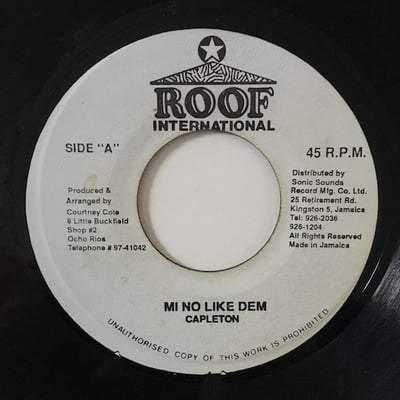 ROOF
INTERNATIONAL
SIDE "A"
45 R.P.M.
Produced &
Arranged by
Courtney Cole
8 Little Buckfield
Shop #2
Ocho Rios
Telephone # 97-41042
Distributed by
Sonic Sounds
Record Mfg. Co. Ltd.
25 Retirement Rd.
Kingston 5, Jamaica
Tel: 926-2036
926-1204
All Rights Reserved
Made in Jamaica
MI NO LIKE DEM
CAPLETON
UNAUTHORISED COPY OF THIS WORK IS PROHIBITED